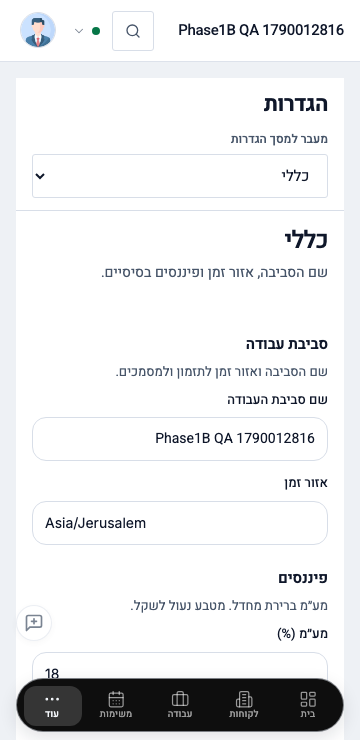 Phase1B QA 1790012816
הגדרות
מעבר למסך הגדרות
כללי
כללי
שם הסביבה, אזור זמן ופיננסים בסיסיים.
סביבת עבודה
שם הסביבה ואזור זמן לתזמון ולמסמכים.
שם סביבת העבודה
Phase1B QA 1790012816
אזור זמן
Asia/Jerusalem
פיננסים
מע״מ ברירת מחדל. מטבע נעול לשקל.
מע״מ (%)
18
בית
לקוחות
עבודה
משימות
עוד